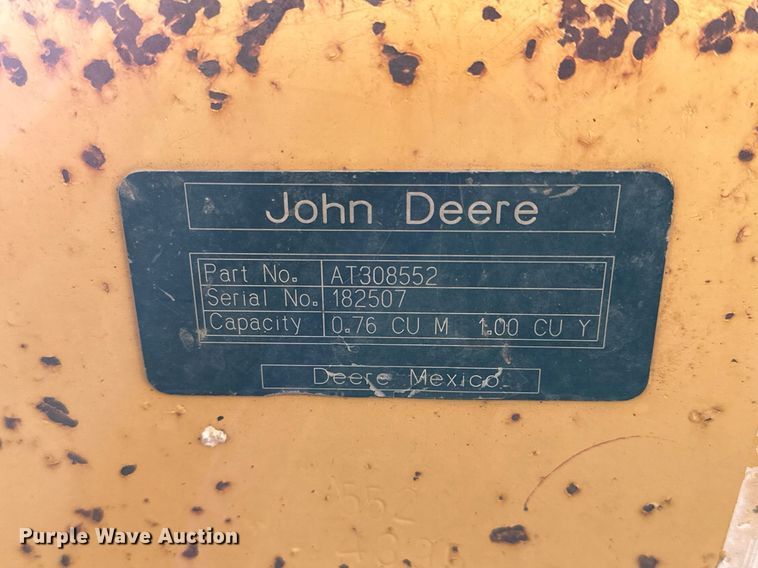 John Deere
Part No. AT308552
Serial No. 182507
Capacity 0.76 CU M 1.00 CU Y
Deere Mexico
552
Purple Wave Auction